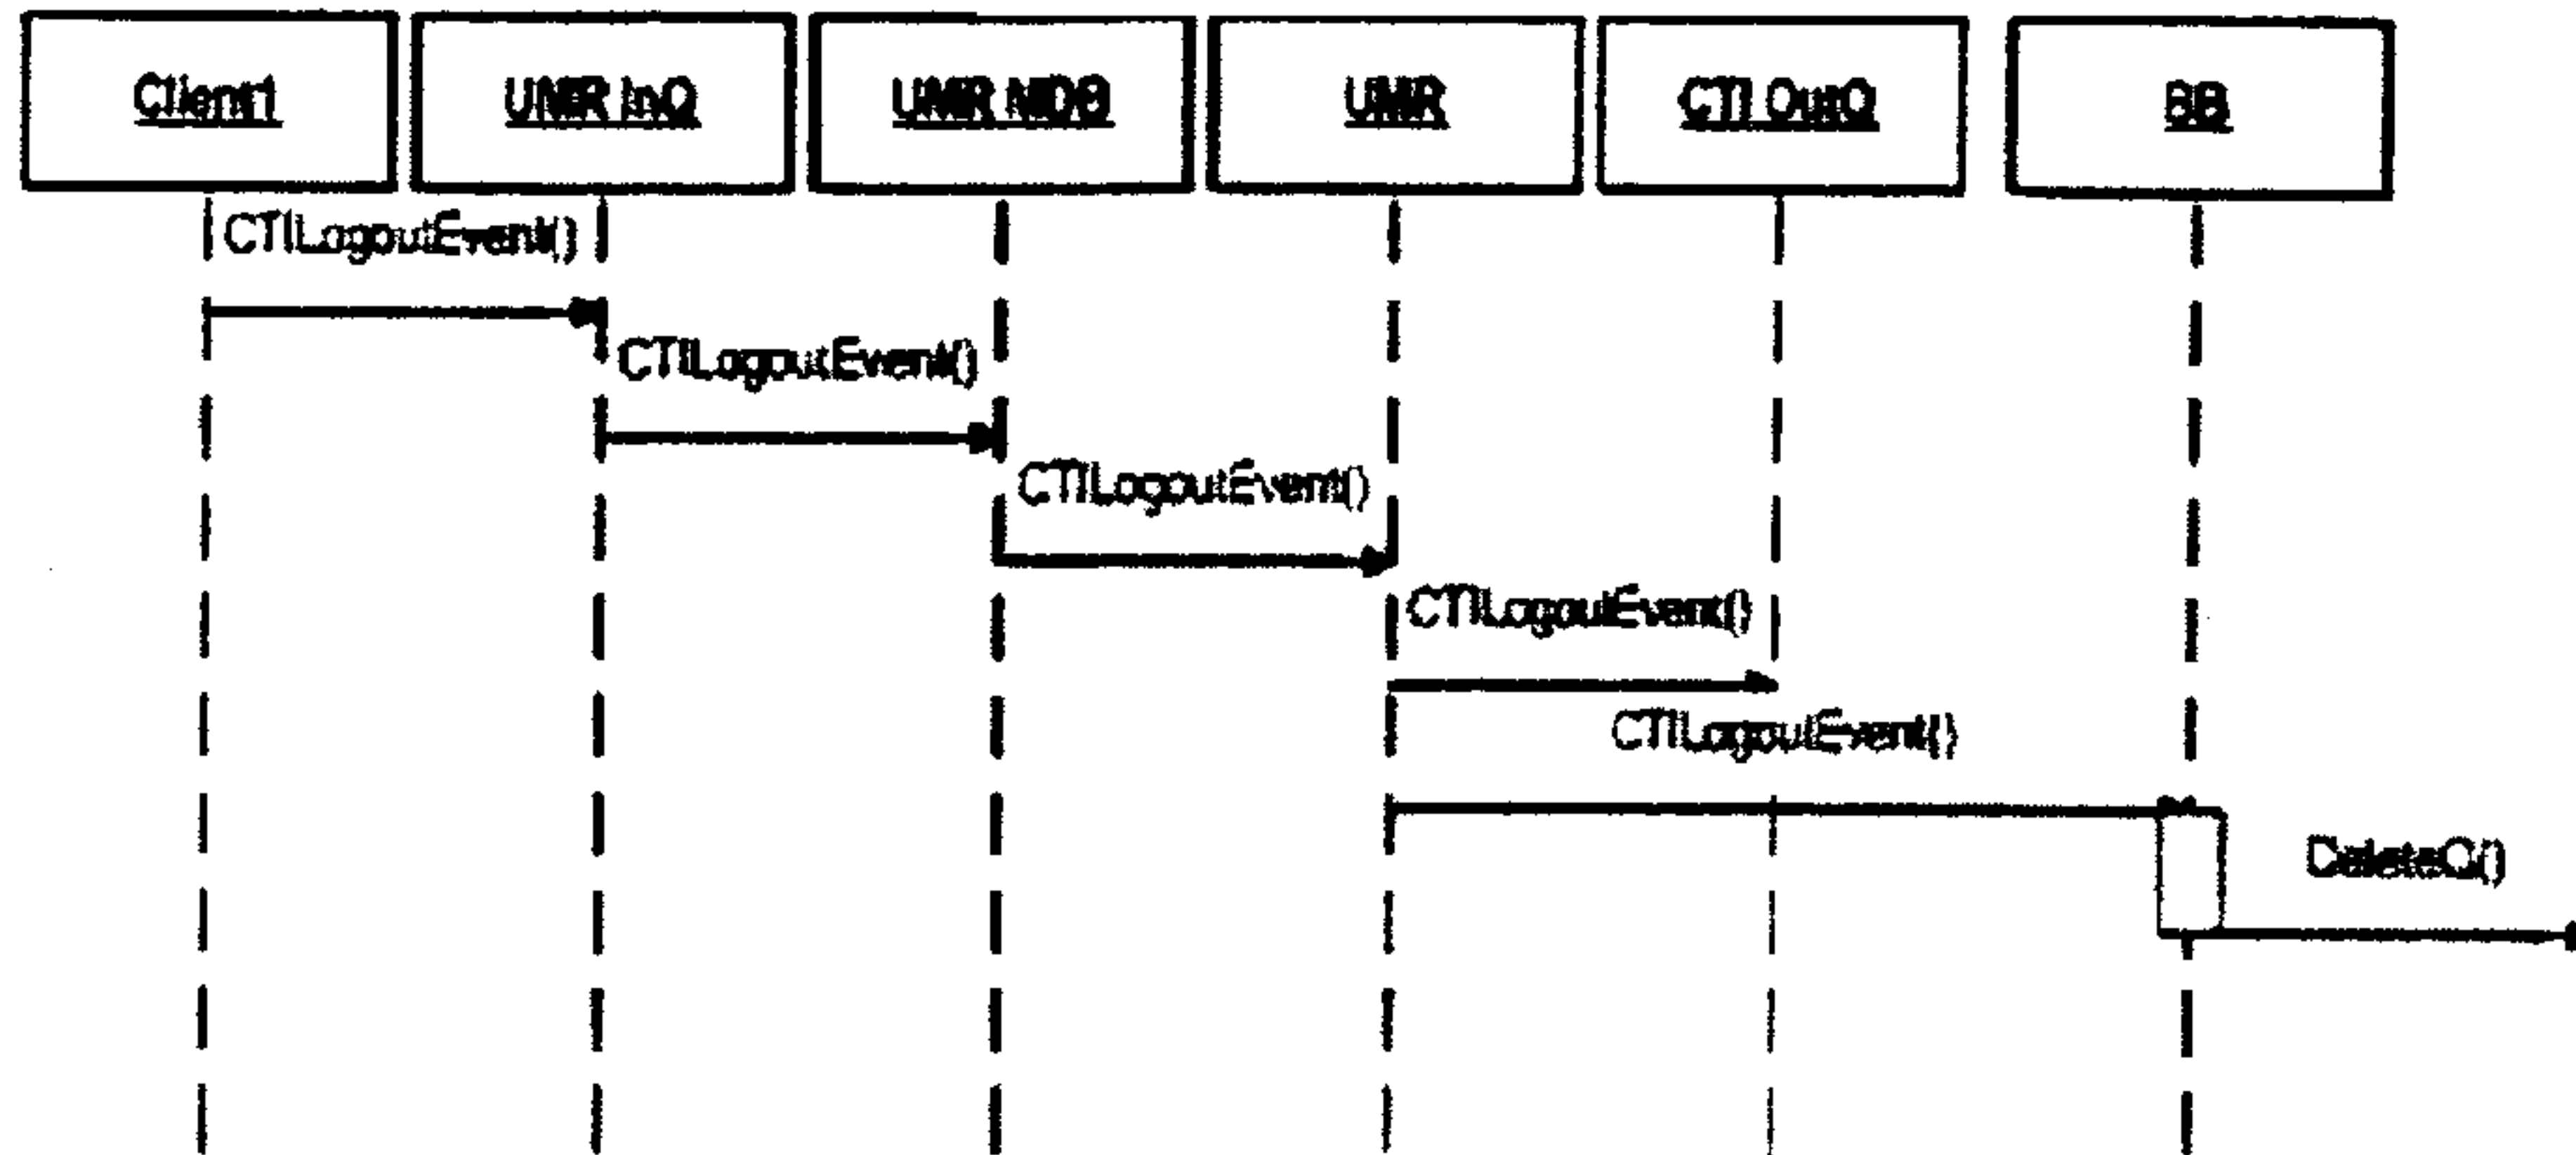 Client1
UMR InQ
UMR MDB
UMR
CTI OutQ
BB
CTILogoutEvent()
CTILogoutEvent()
CTILogoutEvent()
CTILogoutEvent()
CTILogoutEvent()
DeleteQ()